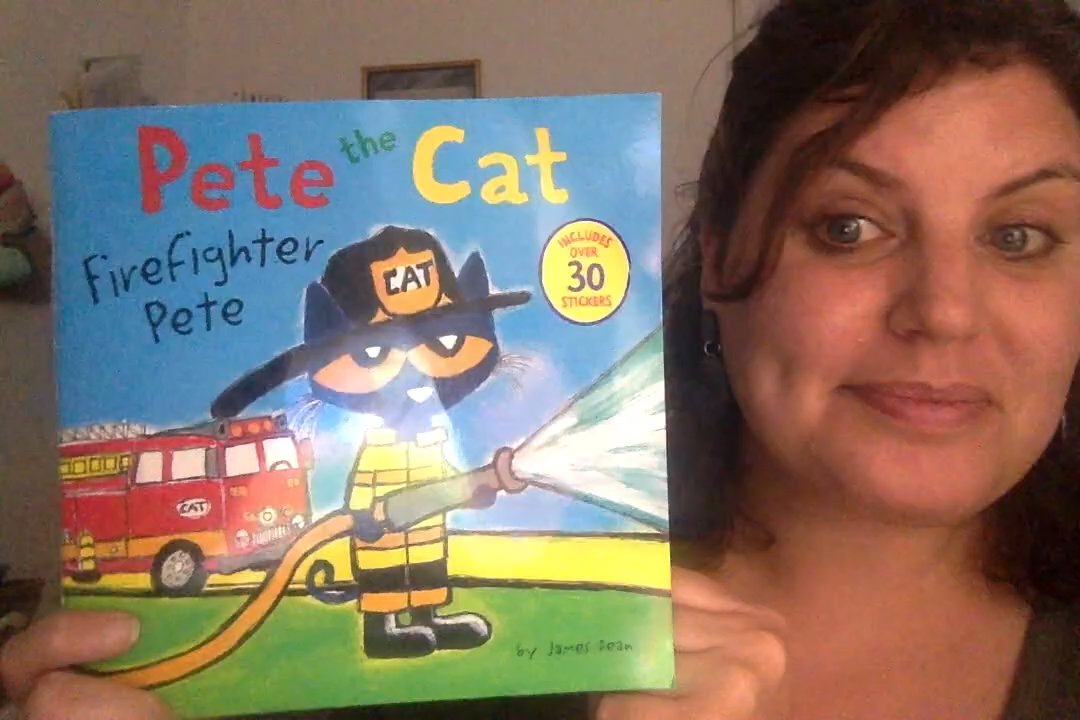 Pete the Cat
Firefighter
Pete
INCLUDES
OVER
30
STICKERS
CAT
CAT
by James Dean